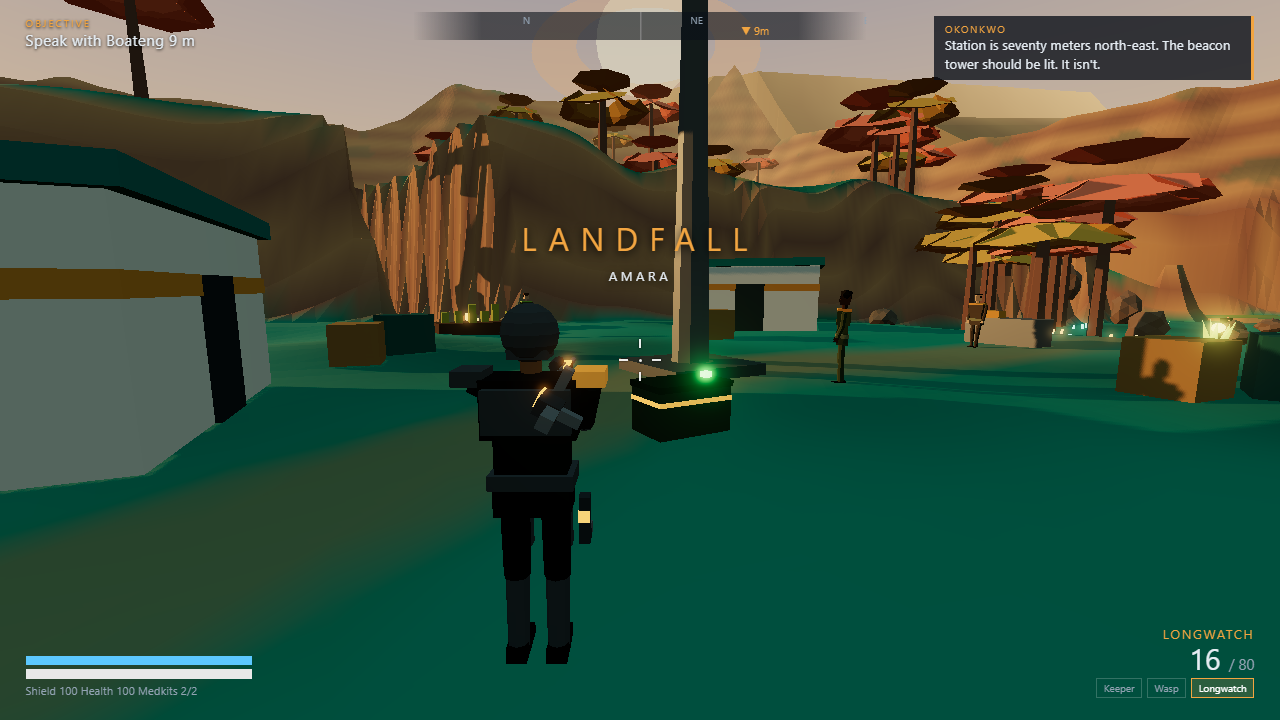 OBJECTIVE
Speak with Boateng 9 m
N
NE
9m
OKONKWO
Station is seventy meters north-east. The beacon
tower should be lit. It isn't.
LANDFALL
AMARA
Shield 100 Health 100 Medkits 2/2
LONGWATCH
16 / 80
Keeper Wasp Longwatch